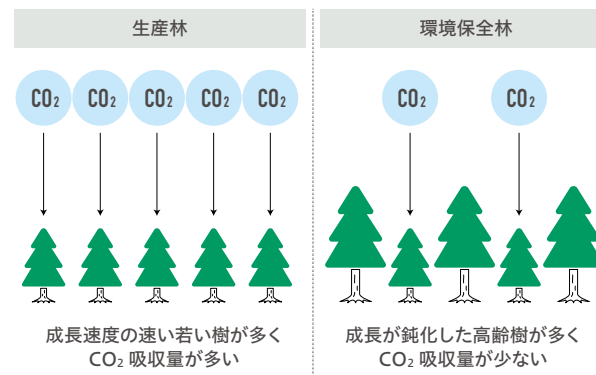 生産林
環境保全林
CO₂ CO₂ CO₂ CO₂ CO₂
CO₂ CO₂
成長速度の速い若い樹が多く
CO₂ 吸収量が多い
成長が鈍化した高齢樹が多く
CO₂ 吸収量が少ない